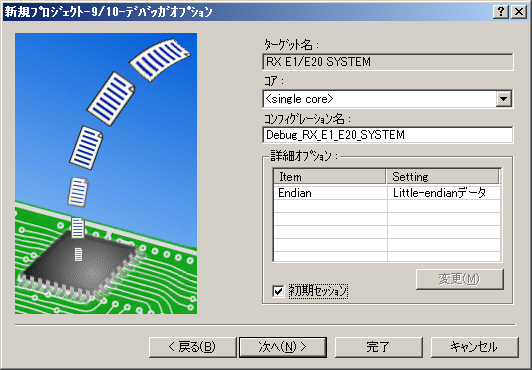 新規ﾌﾟﾛｼﾞｪｸﾄ-9/10-ﾃﾞﾊﾞｯｶﾞｵﾌﾟｼｮﾝ
ﾀｰｹﾞｯﾄ名 :
RX E1/E20 SYSTEM
ｺｱ :
<single core>
ｺﾝﾌｨｸﾞﾚｰｼｮﾝ名 :
Debug_RX_E1_E20_SYSTEM
詳細ｵﾌﾟｼｮﾝ :
Item Setting
Endian Little-endianデータ
変更(M)
初期ｾｯｼｮﾝ
< 戻る(B) 次へ(N) > 完了 ｷｬﾝｾﾙ